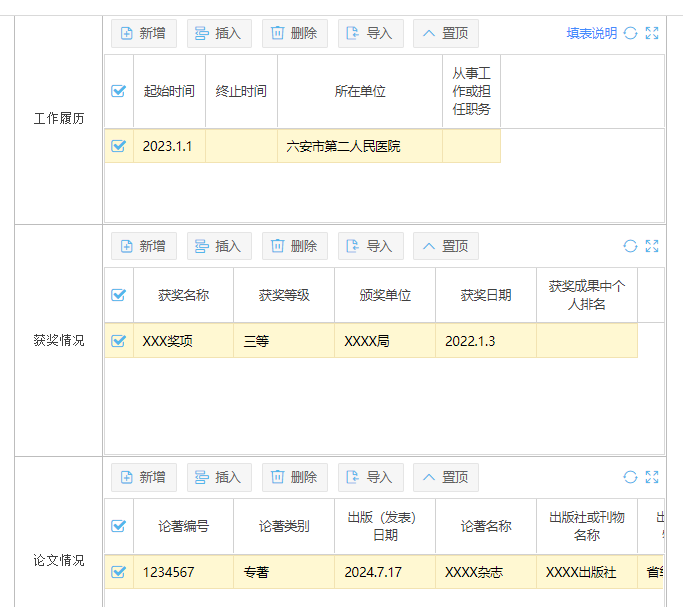 新增 插入 删除 导入 置顶 填表说明
工作履历
起始时间 终止时间 所在单位 从事工
作或担
任职务
2023.1.1 六安市第二人民医院
新增 插入 删除 导入 置顶
获奖情况
获奖名称 获奖等级 颁奖单位 获奖日期 获奖成果中个
人排名
XXX奖项 三等 XXXX局 2022.1.3
新增 插入 删除 导入 置顶
论文情况
论著编号 论著类别 出版（发表）
日期 论著名称 出版社或刊物
名称
1234567 专著 2024.7.17 XXXX杂志 XXXX出版社 省